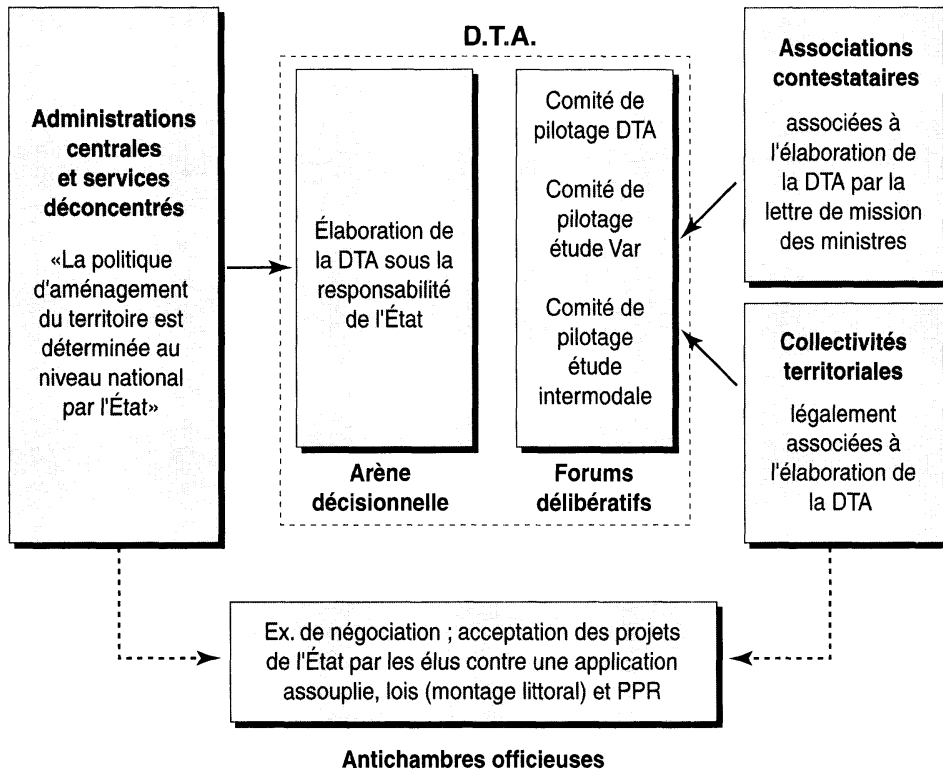 D.T.A.
Administrations
centrales
et services
déconcentrés
«La politique
d'aménagement
du territoire est
déterminée au
niveau national
par l'État»
Élaboration de
la DTA sous la
responsabilité
de l'État
Arène
décisionnelle
Comité de
pilotage DTA
Comité de
pilotage
étude Var
Comité de
pilotage
étude
intermodale
Forums
délibératifs
Associations
contestataires
associées à
l'élaboration de
la DTA par la
lettre de mission
des ministres
Collectivités
territoriales
légalement
associées à
l'élaboration de
la DTA
Ex. de négociation ; acceptation des projets
de l'État par les élus contre une application
assouplie, lois (montage littoral) et PPR
Antichambres officieuses